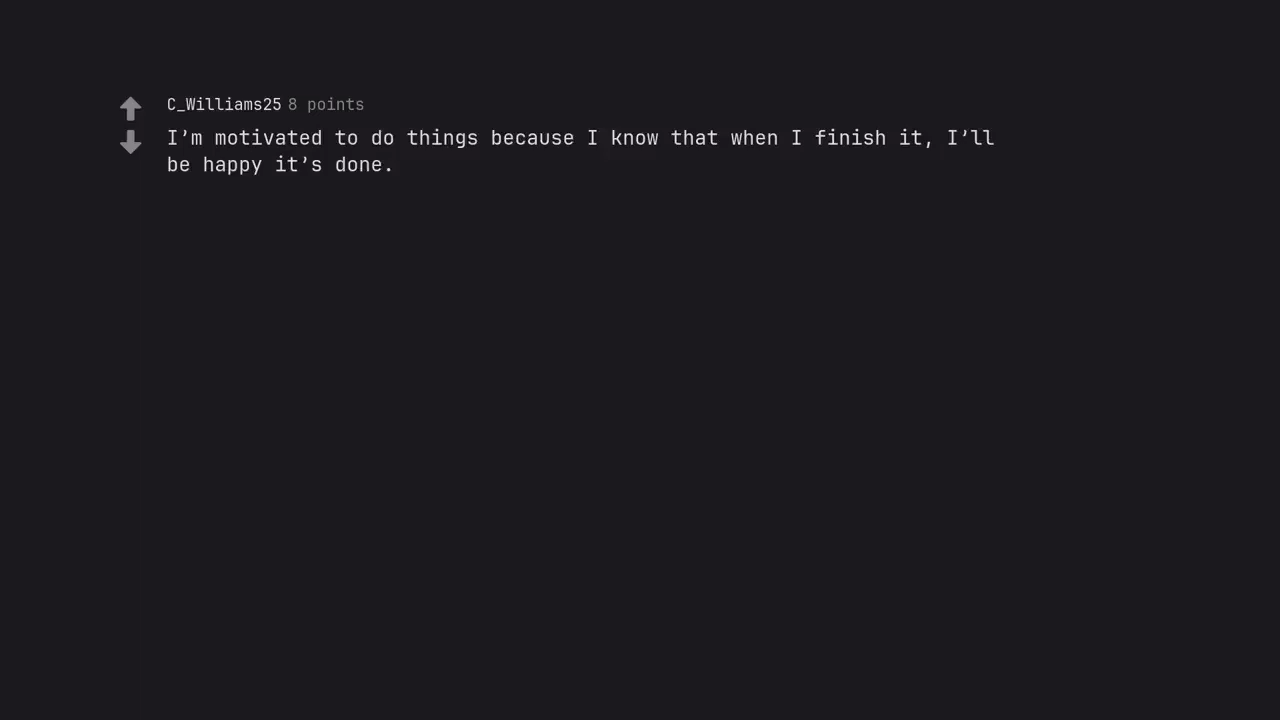 C_Williams25 8 points
I’m motivated to do things because I know that when I finish it, I’ll
be happy it’s done.